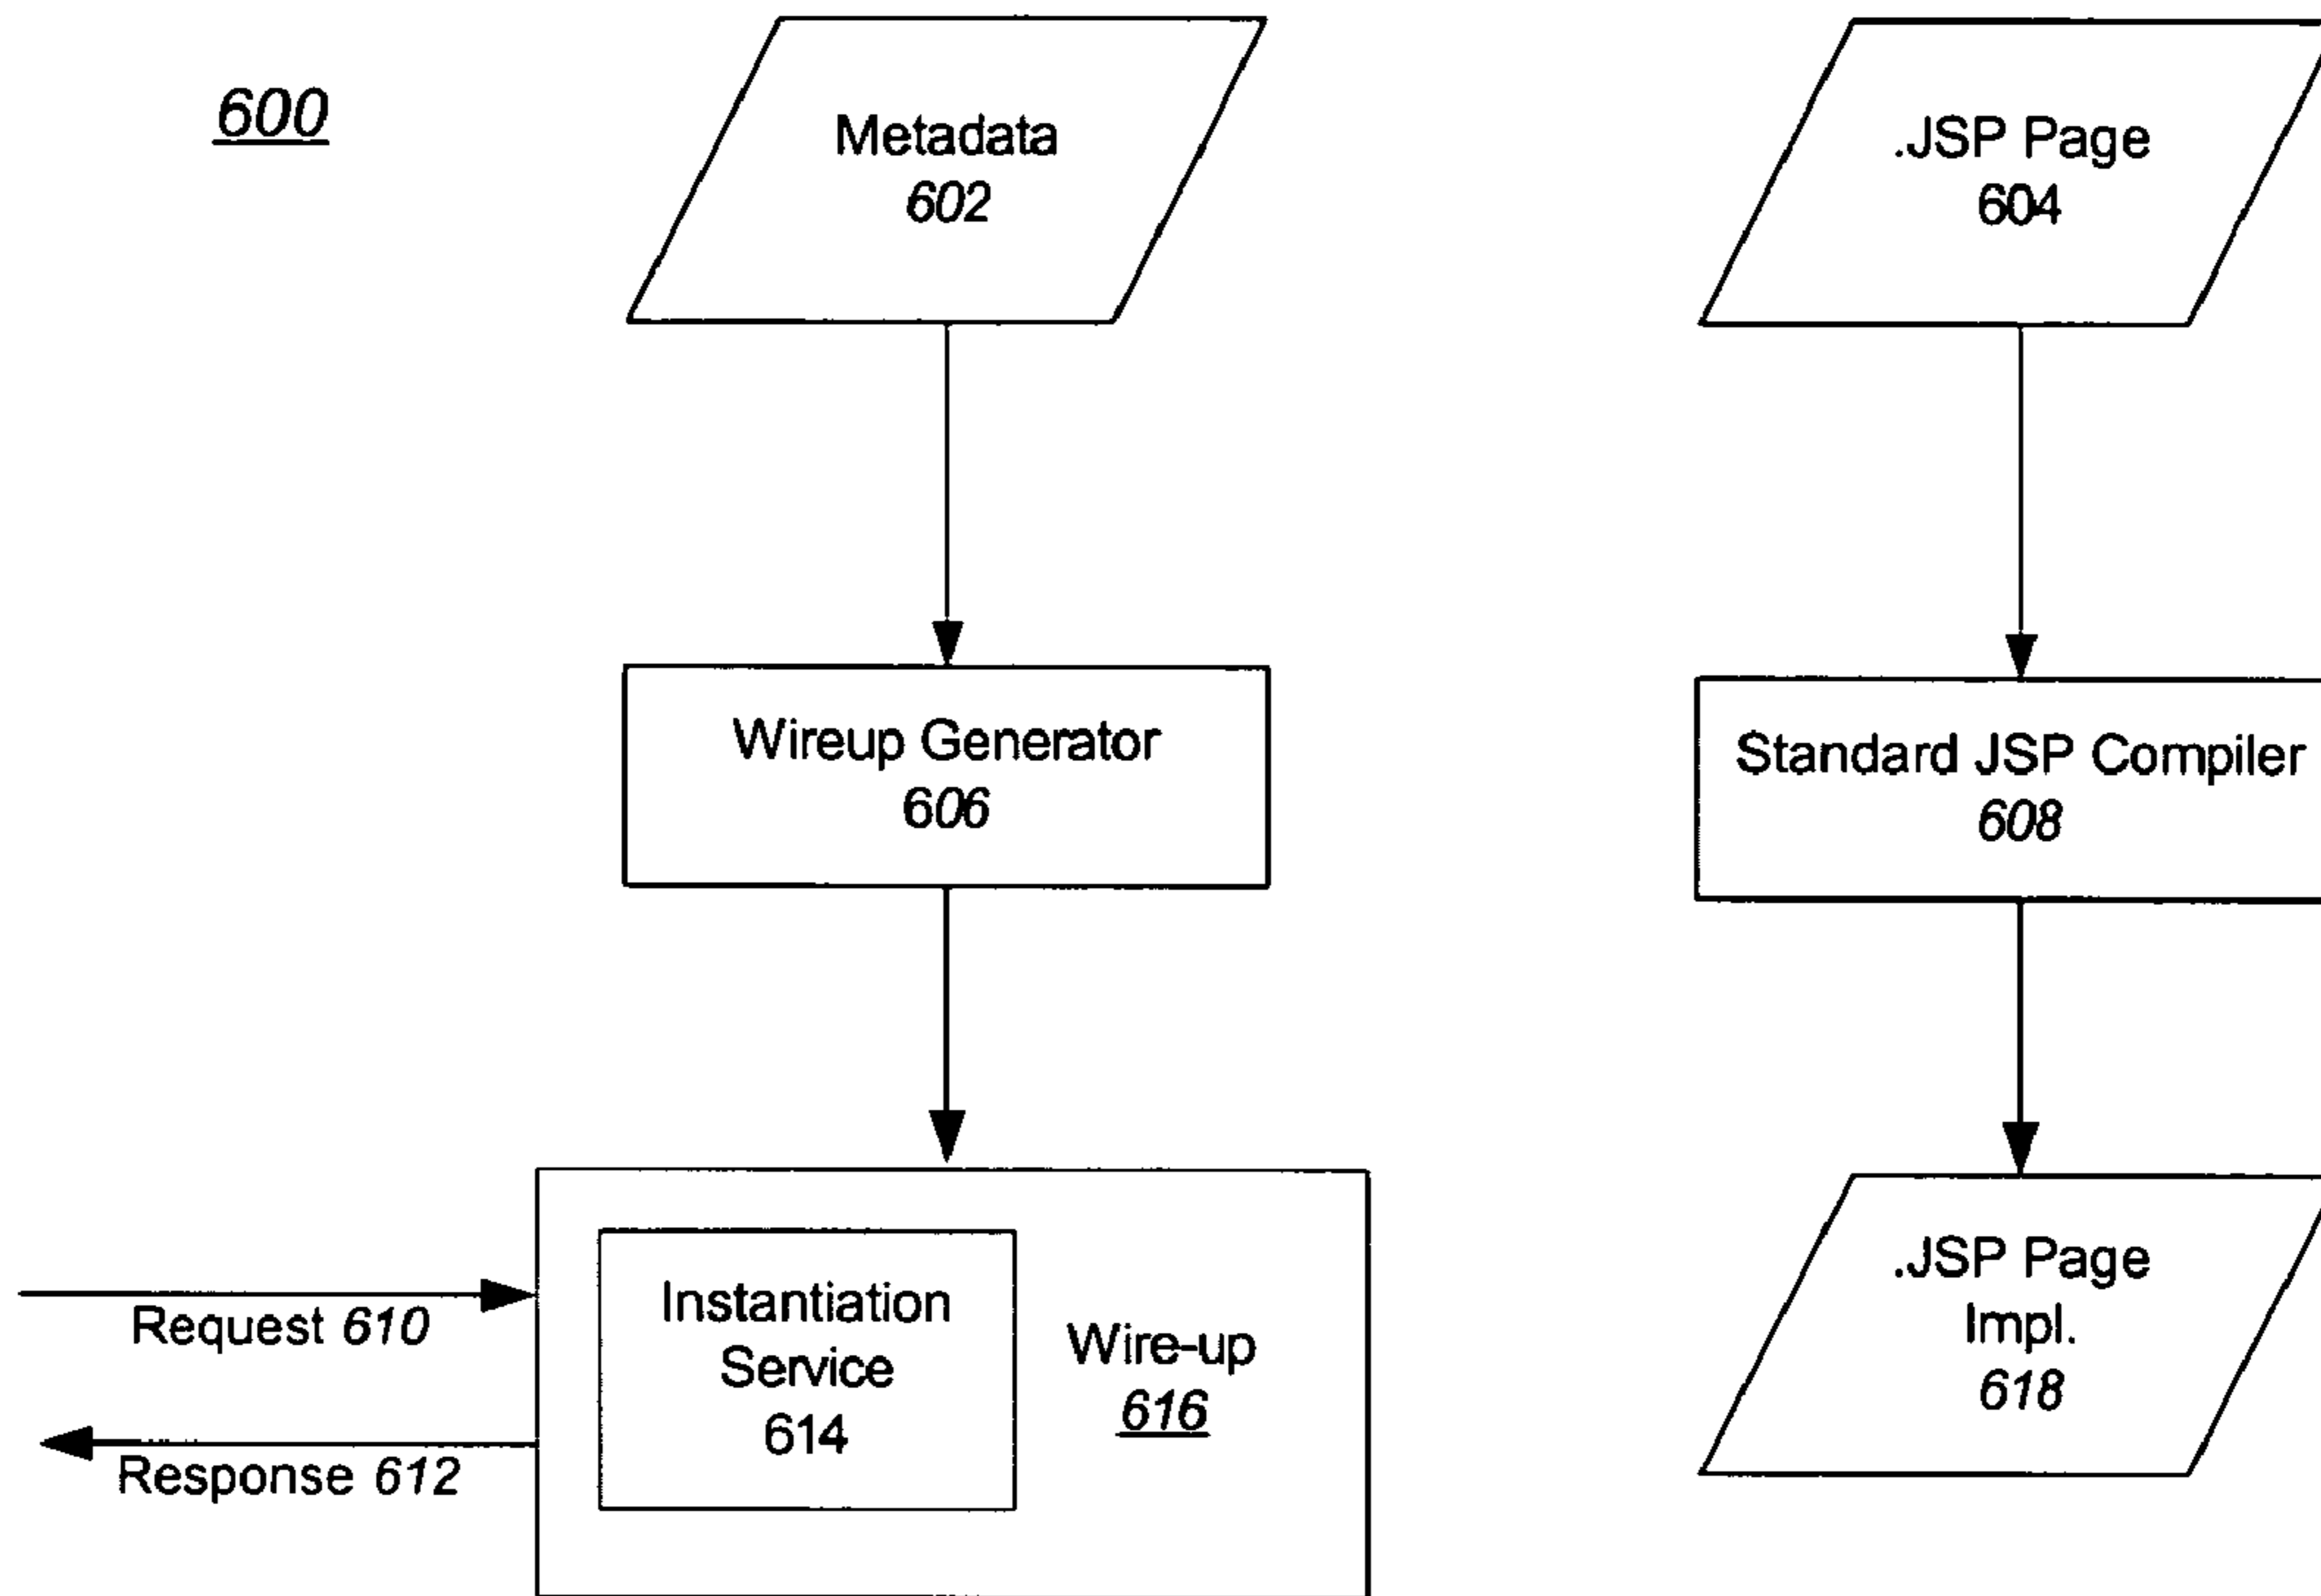 600
Metadata
602
.JSP Page
604
Wireup Generator
606
Standard JSP Compiler
608
Request 610
Response 612
Instantiation
Service
614
Wire-up
616
.JSP Page
Impl.
618